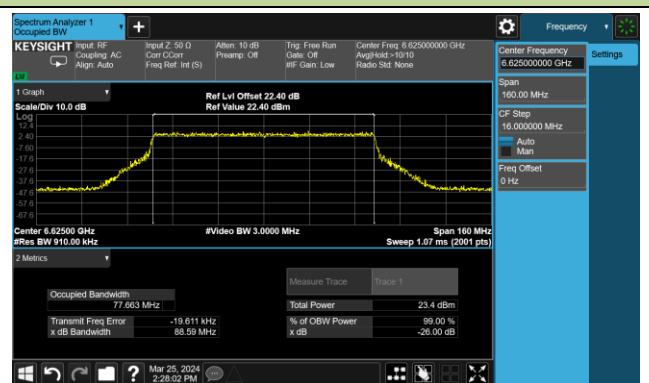 Spectrum Analyzer 1
Occupied BW
Frequency
KEYSIGHT
Input: RF
Coupling: AC
Align: Auto
Input Z: 50 Ω
Corr CCorr
Freq Ref: Int (S)
Atten: 10 dB
Preamp: Off
Trig: Free Run
Gate: Off
#IF Gain: Low
Center Freq: 6.625000000 GHz
Avg|Hold:>10/10
Radio Std: None
Center Frequency
6.625000000 GHz
Settings
Span
160.00 MHz
CF Step
16.000000 MHz
Auto
Man
Freq Offset
0 Hz
1 Graph
Scale/Div 10.0 dB
Ref Lvl Offset 22.40 dB
Ref Value 22.40 dBm
Log
12.4
2.40
-7.60
-17.6
-27.6
-37.6
-47.6
-57.6
-67.6
Center 6.62500 GHz
#Video BW 3.0000 MHz
Span 160 MHz
#Res BW 910.00 kHz
Sweep 1.07 ms (2001 pts)
2 Metrics
Measure Trace
Trace 1
Occupied Bandwidth
77.663 MHz
Total Power
23.4 dBm
Transmit Freq Error
-19.611 kHz
% of OBW Power
99.00 %
x dB Bandwidth
88.59 MHz
x dB
-26.00 dB
?
Mar 25, 2024
2:28:02 PM